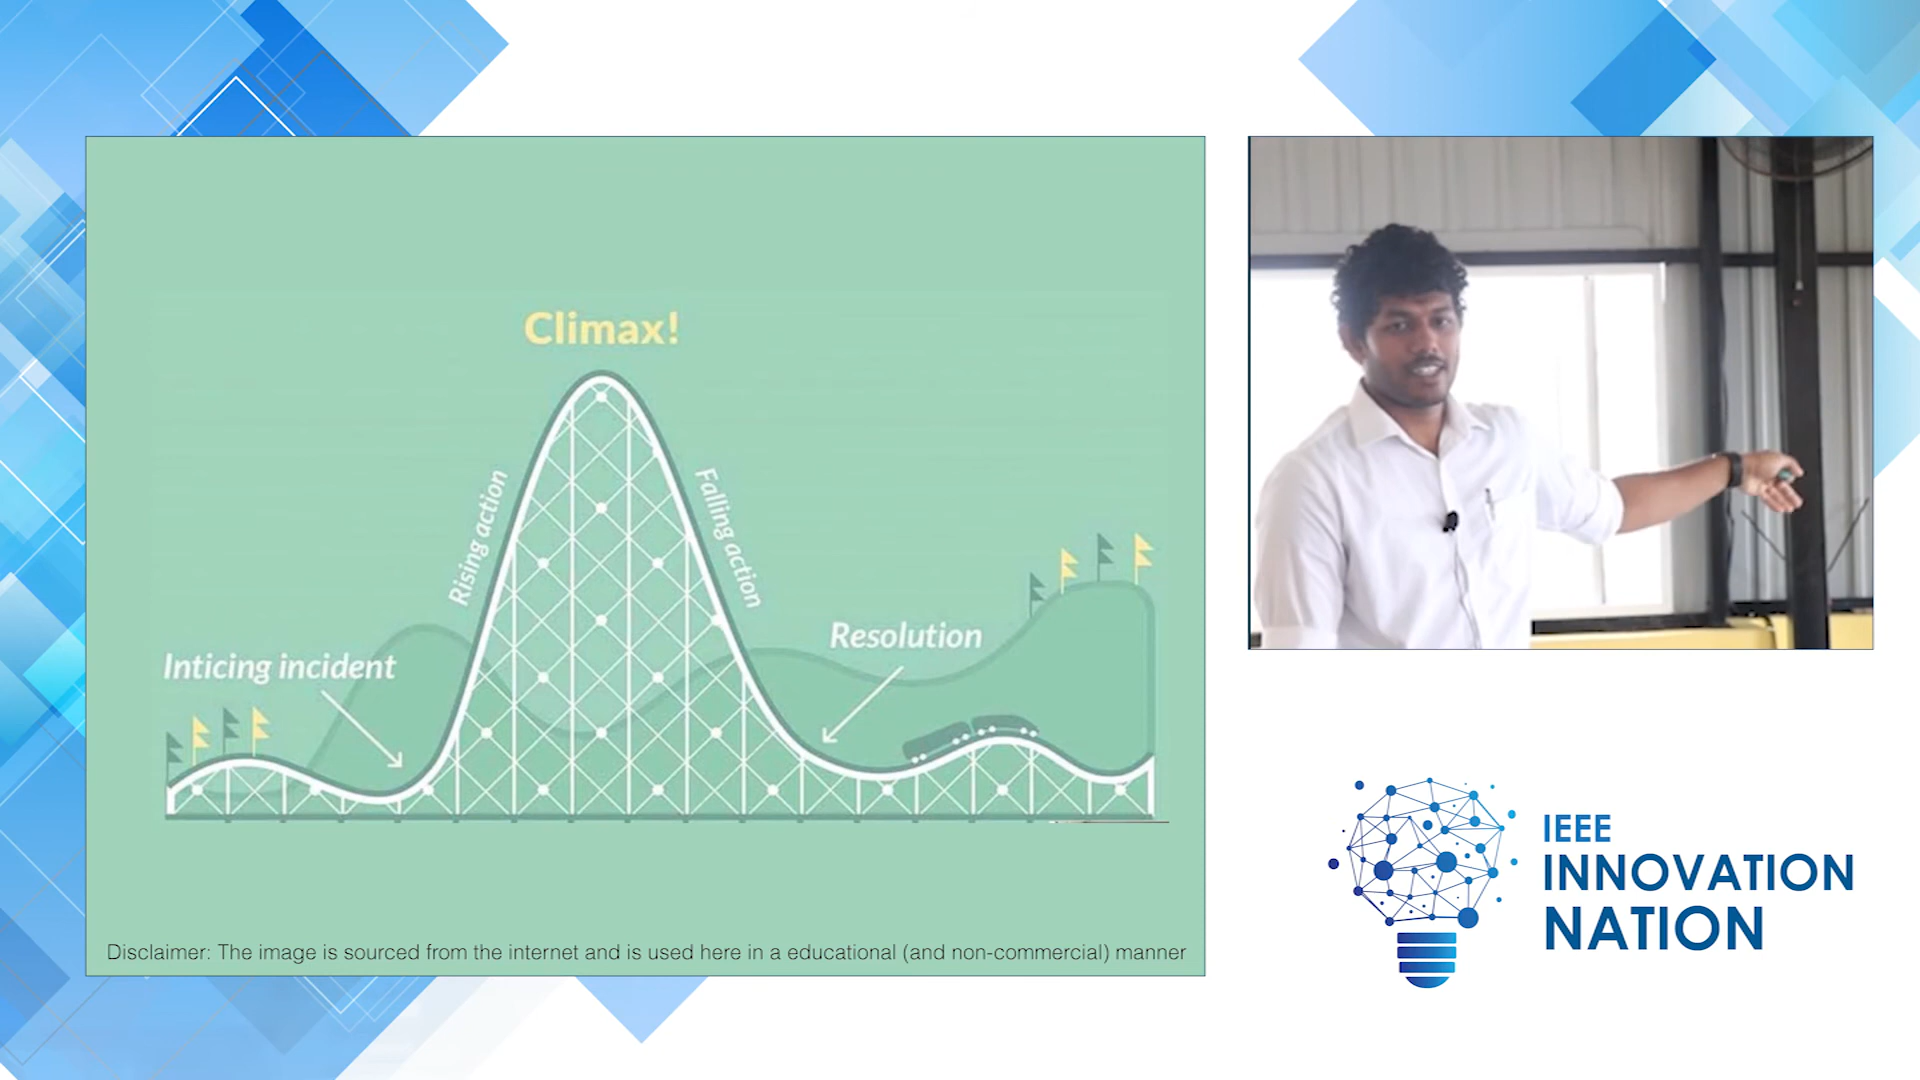 Climax!
Rising action
Falling action
Inticing incident
Resolution
Disclaimer: The image is sourced from the internet and is used here in a educational (and non-commercial) manner
IEEE
INNOVATION
NATION